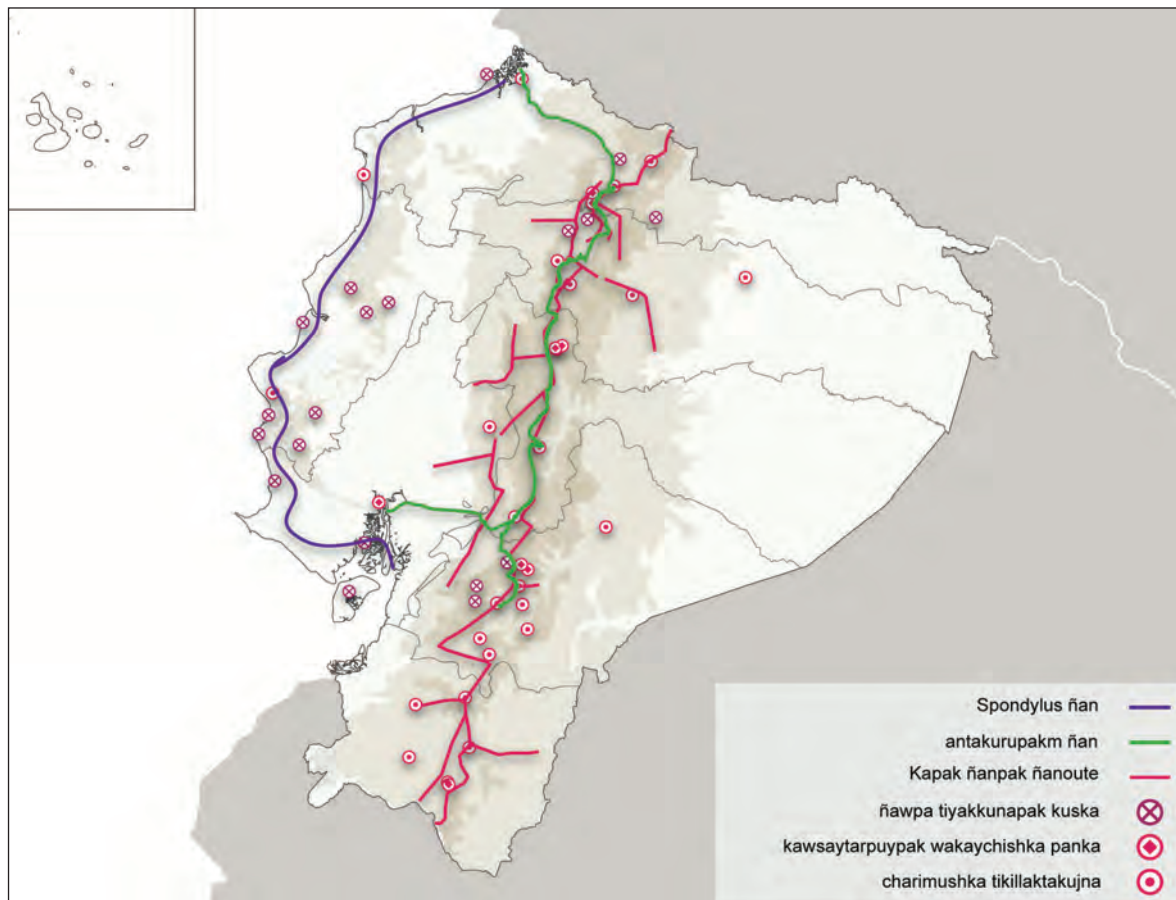 Spondylus ñan
antakurupakm ñan
Kapak ñanpak ñanoute
ñawpa tiyakkunapak kuska
kawsaytarpuypak wakaychishka panka
charimushka tikillaktakujna